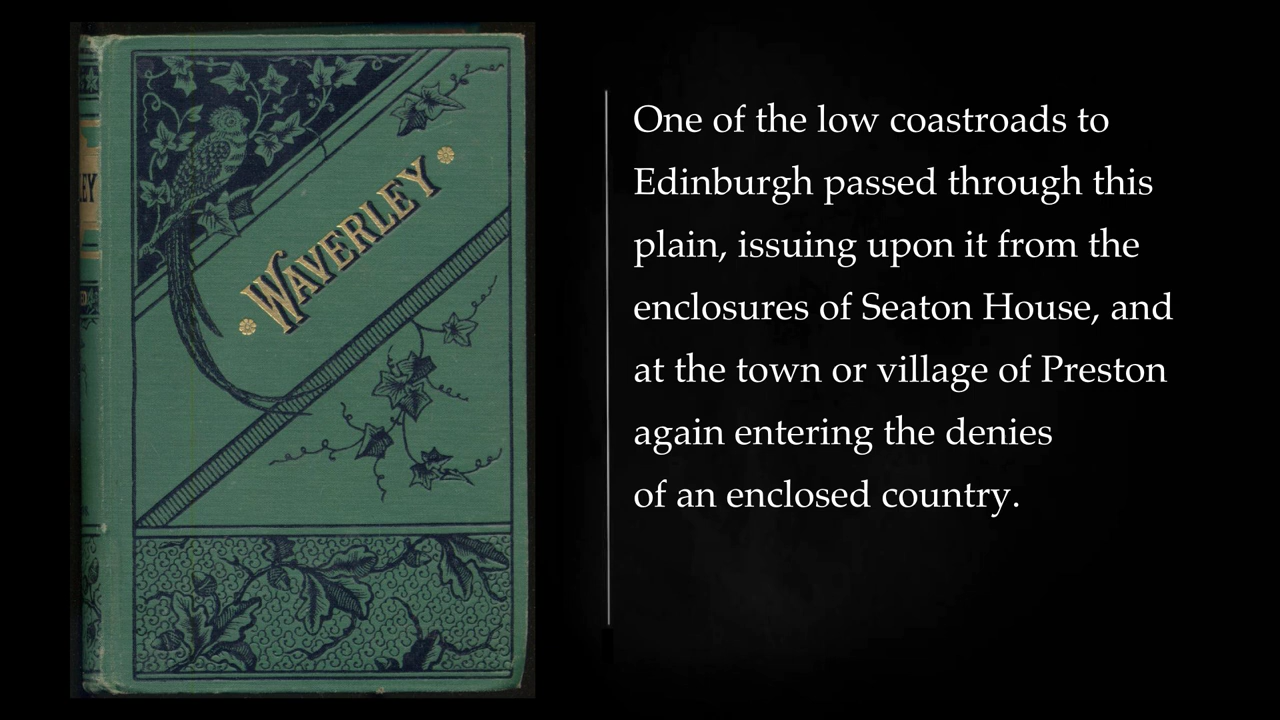 WAVERLEY
EY
One of the low coastroads to
Edinburgh passed through this
plain, issuing upon it from the
enclosures of Seaton House, and
at the town or village of Preston
again entering the denies
of an enclosed country.